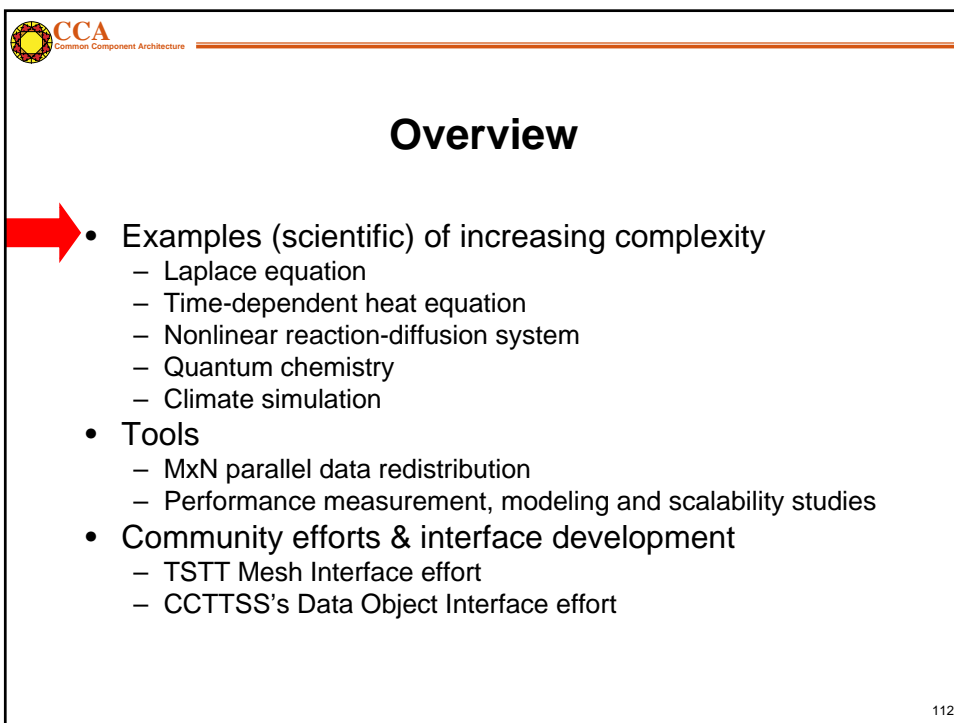 CCA
Common Component Architecture
Overview
• Examples (scientific) of increasing complexity
– Laplace equation
– Time-dependent heat equation
– Nonlinear reaction-diffusion system
– Quantum chemistry
– Climate simulation
• Tools
– MxN parallel data redistribution
– Performance measurement, modeling and scalability studies
• Community efforts & interface development
– TSTT Mesh Interface effort
– CCTTSS's Data Object Interface effort
112